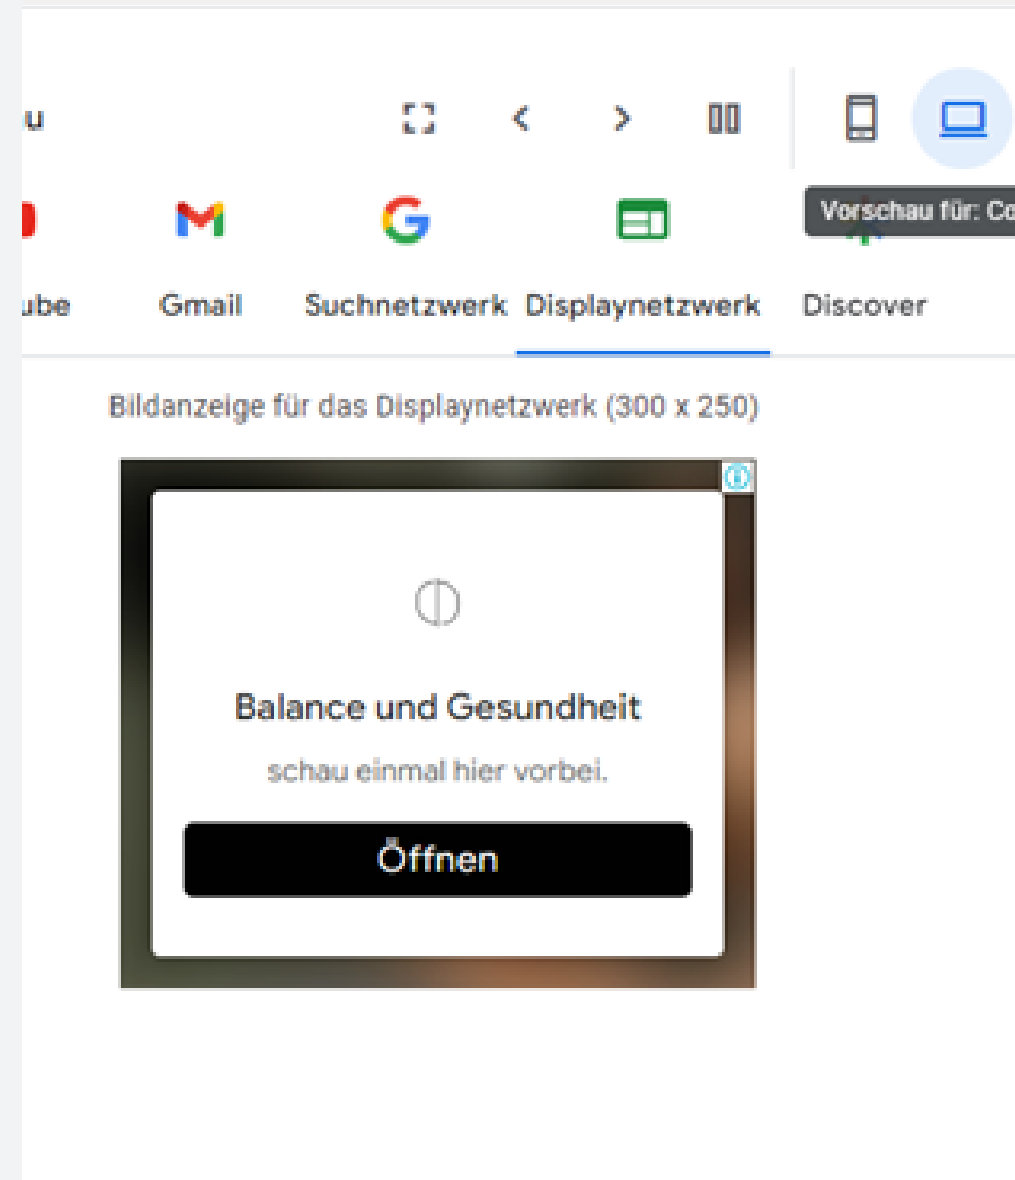 u
ube
Gmail
Suchnetzwerk
Displaynetzwerk
Discover
Vorschau für: Co
Bildanzeige für das Displaynetzwerk (300 x 250)
Balance und Gesundheit
schau einmal hier vorbei.
Öffnen